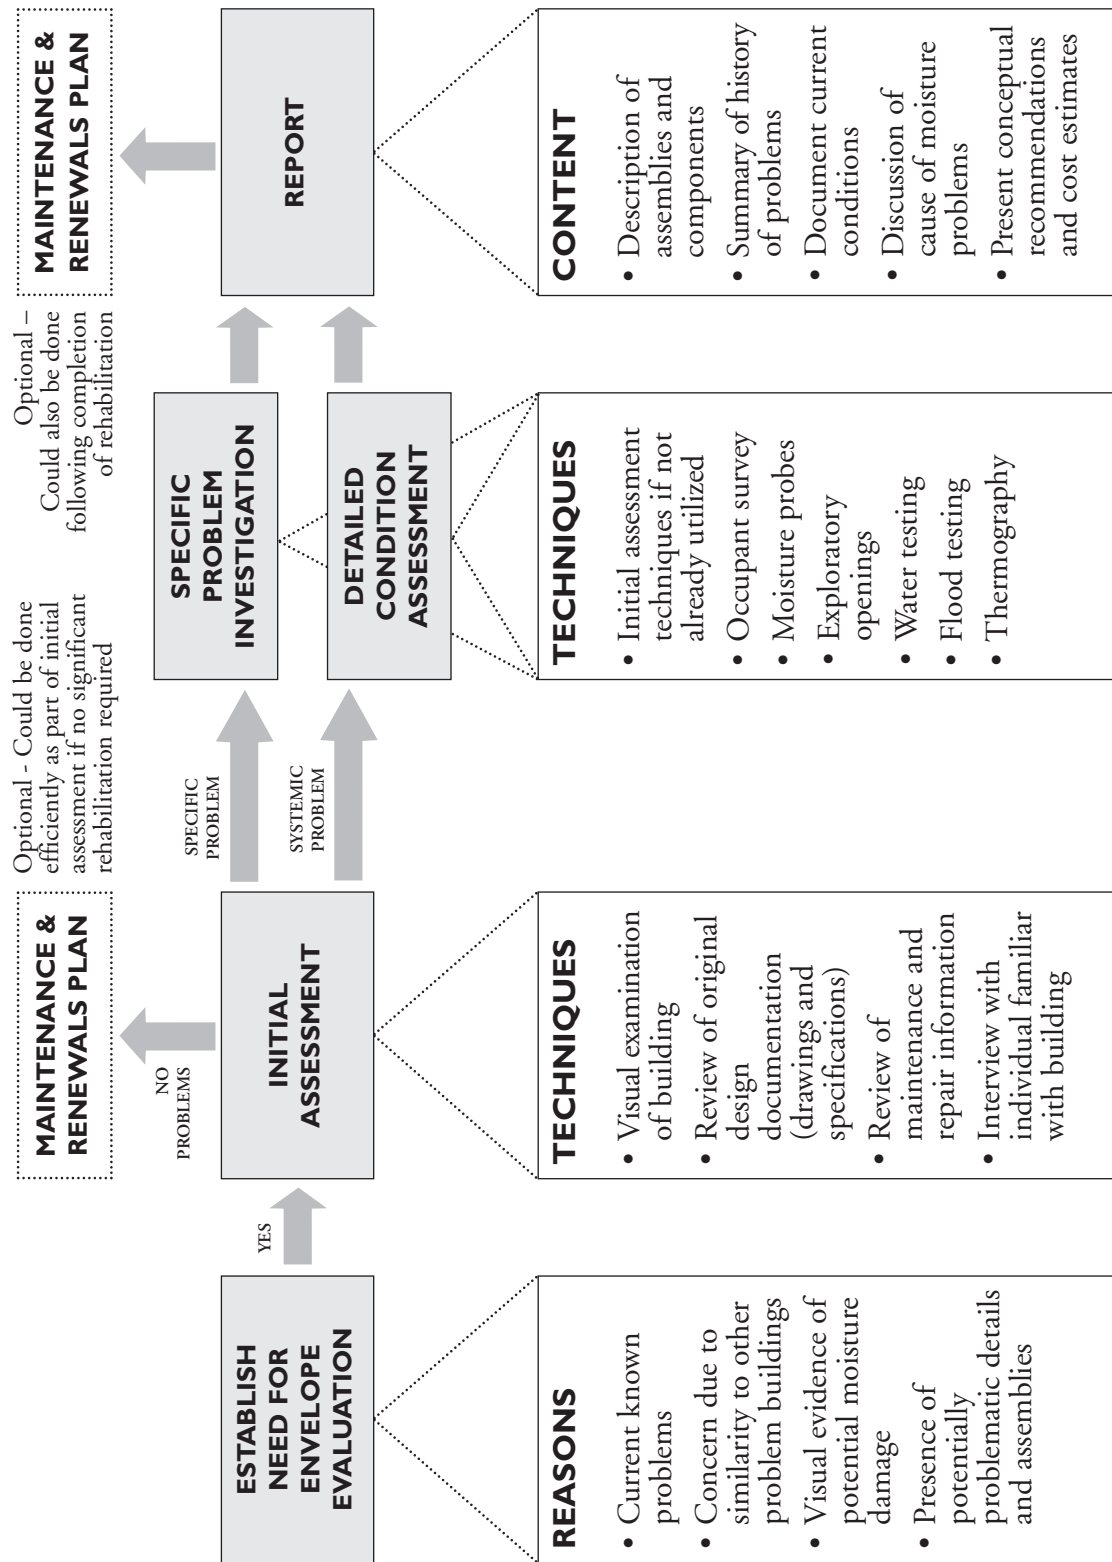 MAINTENANCE &
RENEWALS PLAN
Optional - Could be done
efficiently as part of initial
assessment if no significant
rehabilitation required
Optional –
Could also be done
following completion
of rehabilitation
MAINTENANCE &
RENEWALS PLAN
ESTABLISH
NEED FOR
ENVELOPE
EVALUATION
YES
NO
PROBLEMS
INITIAL
ASSESSMENT
SPECIFIC
PROBLEM
SYSTEMIC
PROBLEM
SPECIFIC
PROBLEM
INVESTIGATION
DETAILED
CONDITION
ASSESSMENT
REPORT
REASONS
• Current known
problems
• Concern due to
similarity to other
problem buildings
• Visual evidence of
potential moisture
damage
• Presence of
potentially
problematic details
and assemblies
TECHNIQUES
• Visual examination
of building
• Review of original
design
documentation
(drawings and
specifications)
• Review of
maintenance and
repair information
• Interview with
individual familiar
with building
TECHNIQUES
• Initial assessment
techniques if not
already utilized
• Occupant survey
• Moisture probes
• Exploratory
openings
• Water testing
• Flood testing
• Thermography
CONTENT
• Description of
assemblies and
components
• Summary of history
of problems
• Document current
conditions
• Discussion of
cause of moisture
problems
• Present conceptual
recommendations
and cost estimates